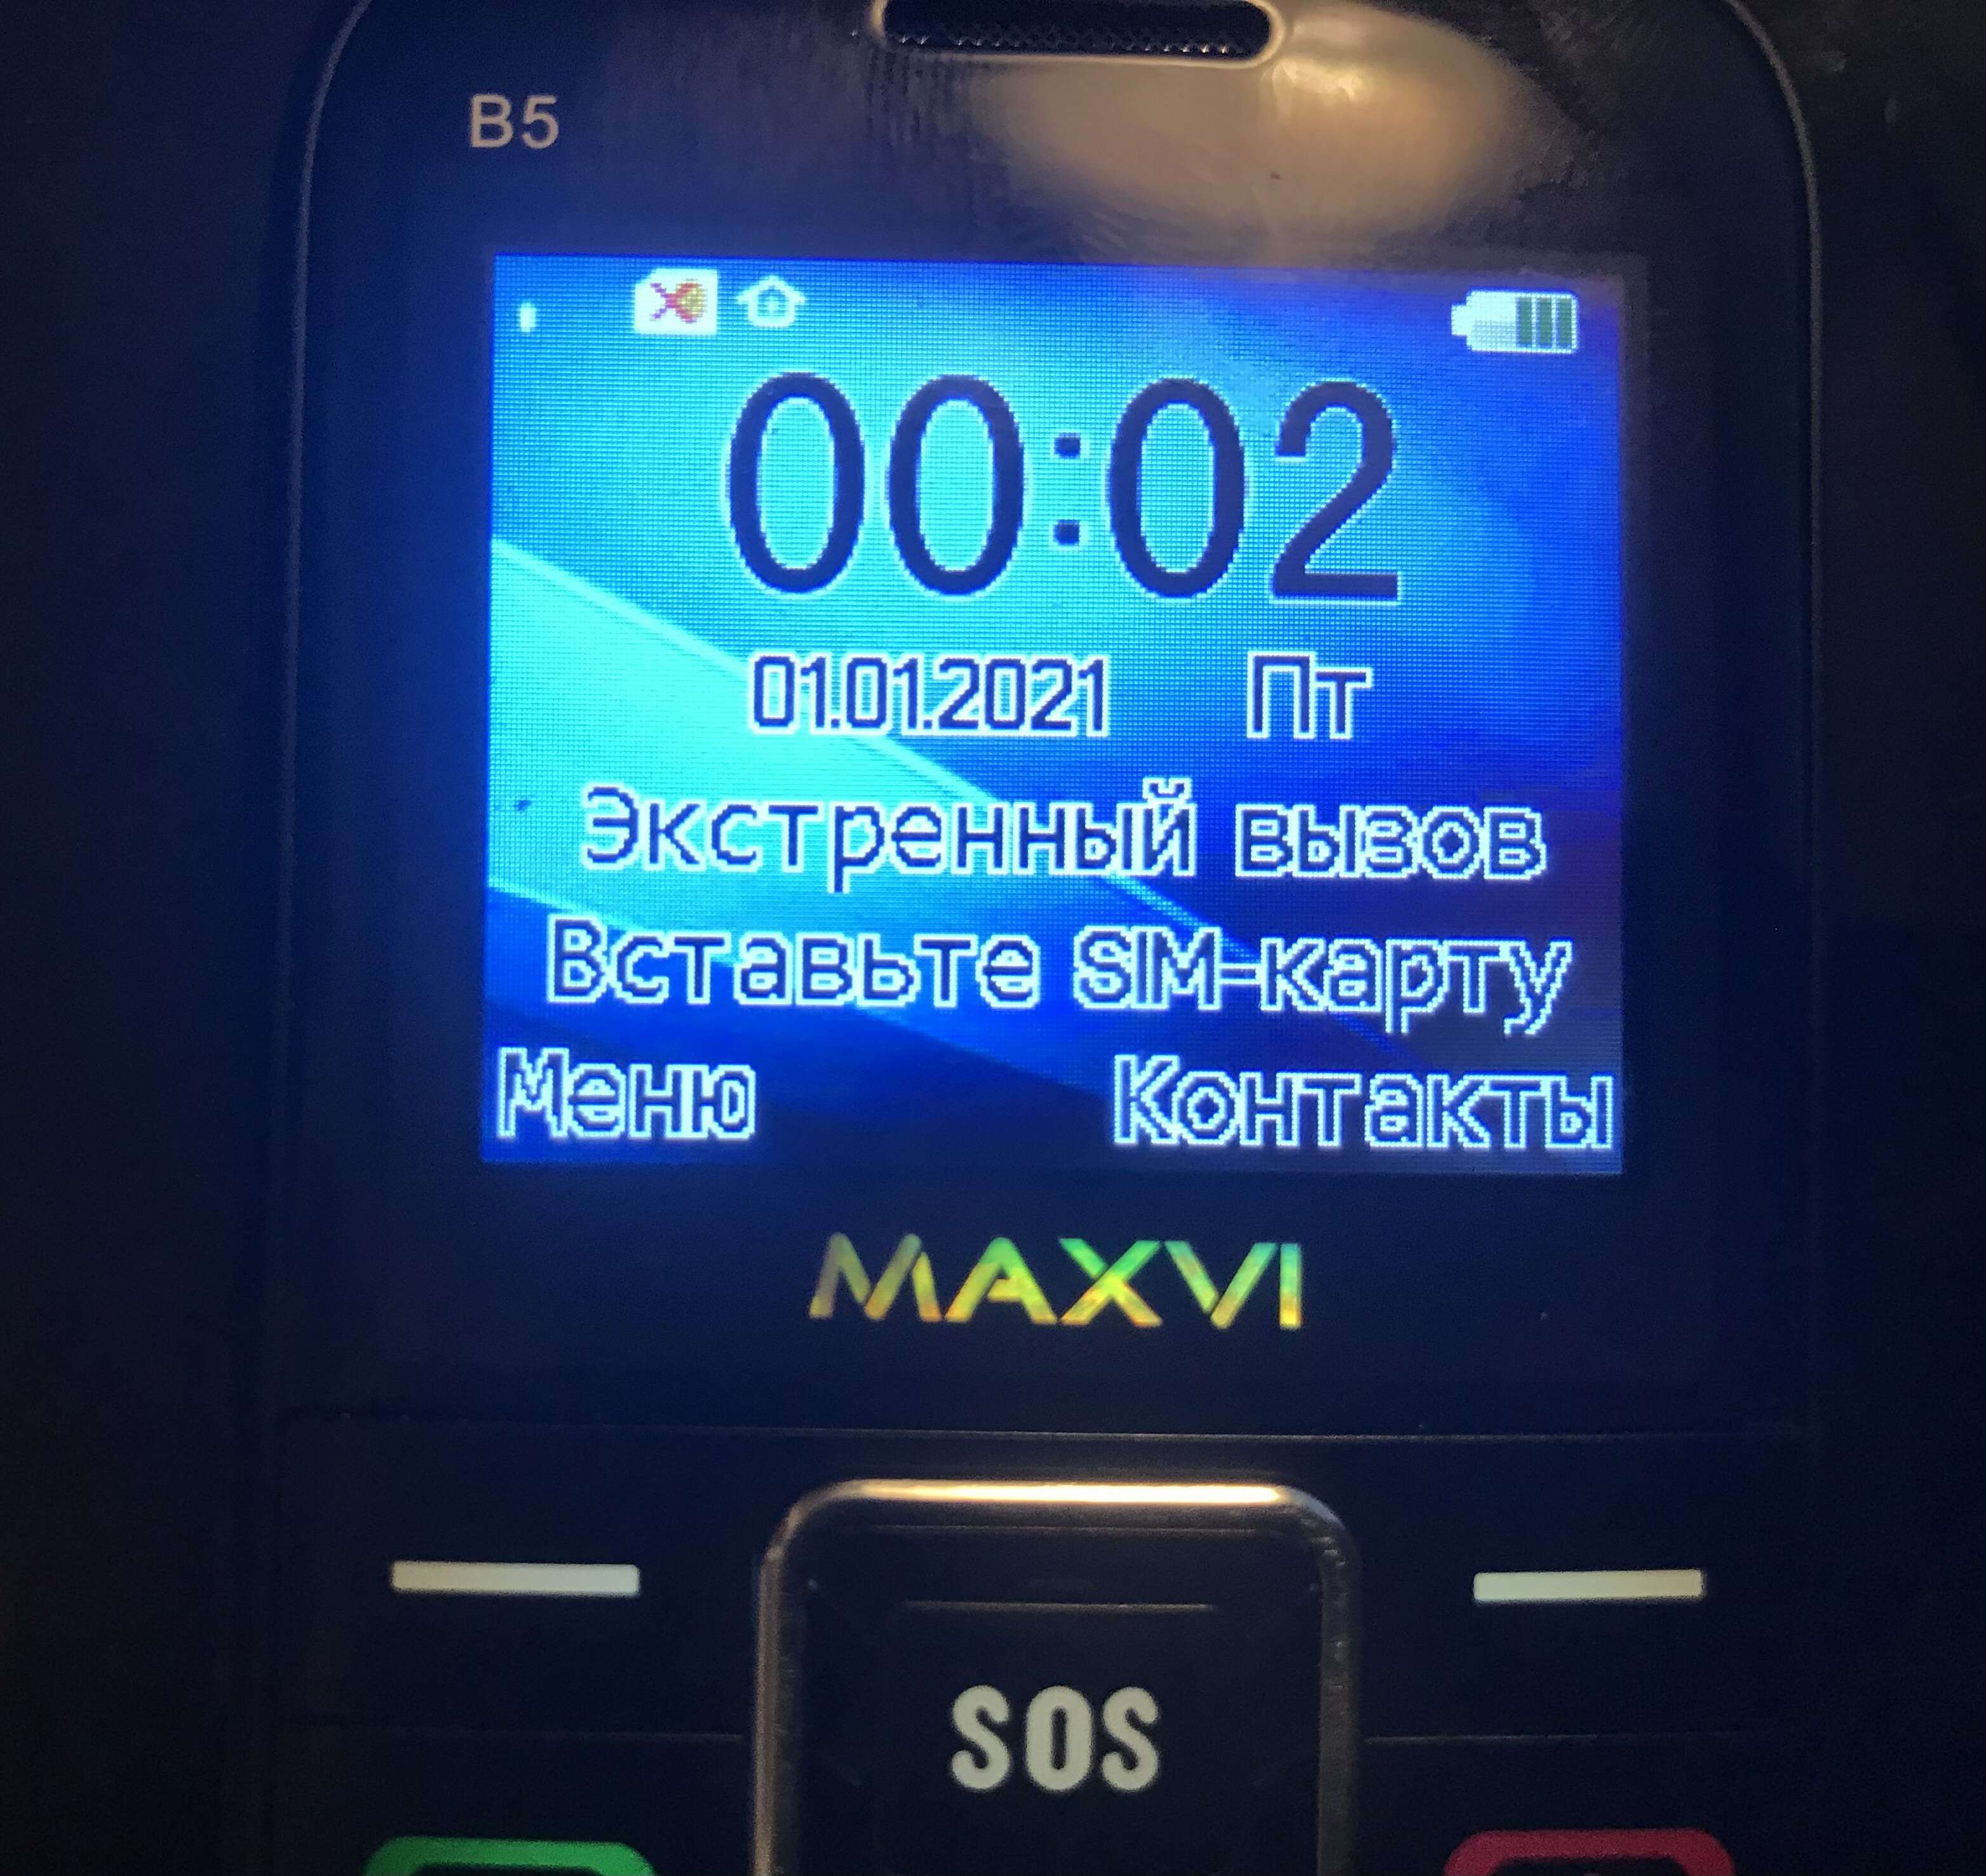 B5
00:02
01.01.2021 Пт
Экстренный вызов
Вставьте SIM-карту
Меню Контакты
MAXVI
SOS